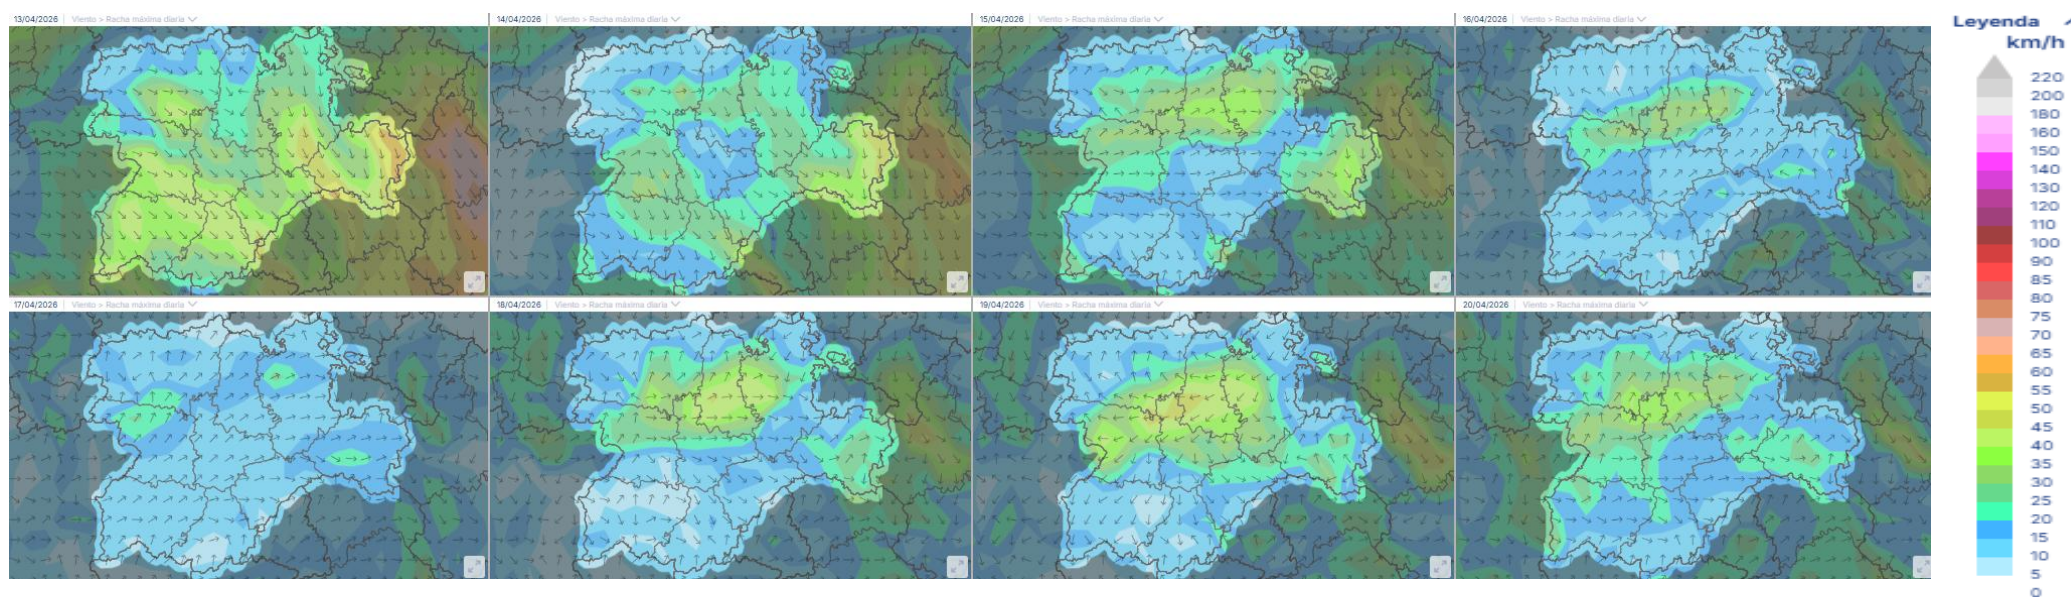 13/04/2026 Viento > Racha máxima diaria
14/04/2026 Viento > Racha máxima diaria
15/04/2026 Viento > Racha máxima diaria
16/04/2026 Viento > Racha máxima diaria
17/04/2026 Viento > Racha máxima diaria
18/04/2026 Viento > Racha máxima diaria
19/04/2026 Viento > Racha máxima diaria
20/04/2026 Viento > Racha máxima diaria
Leyenda
km/h
220
200
180
160
150
140
130
120
110
100
90
85
80
75
70
65
60
55
50
45
40
35
30
25
20
15
10
5
0